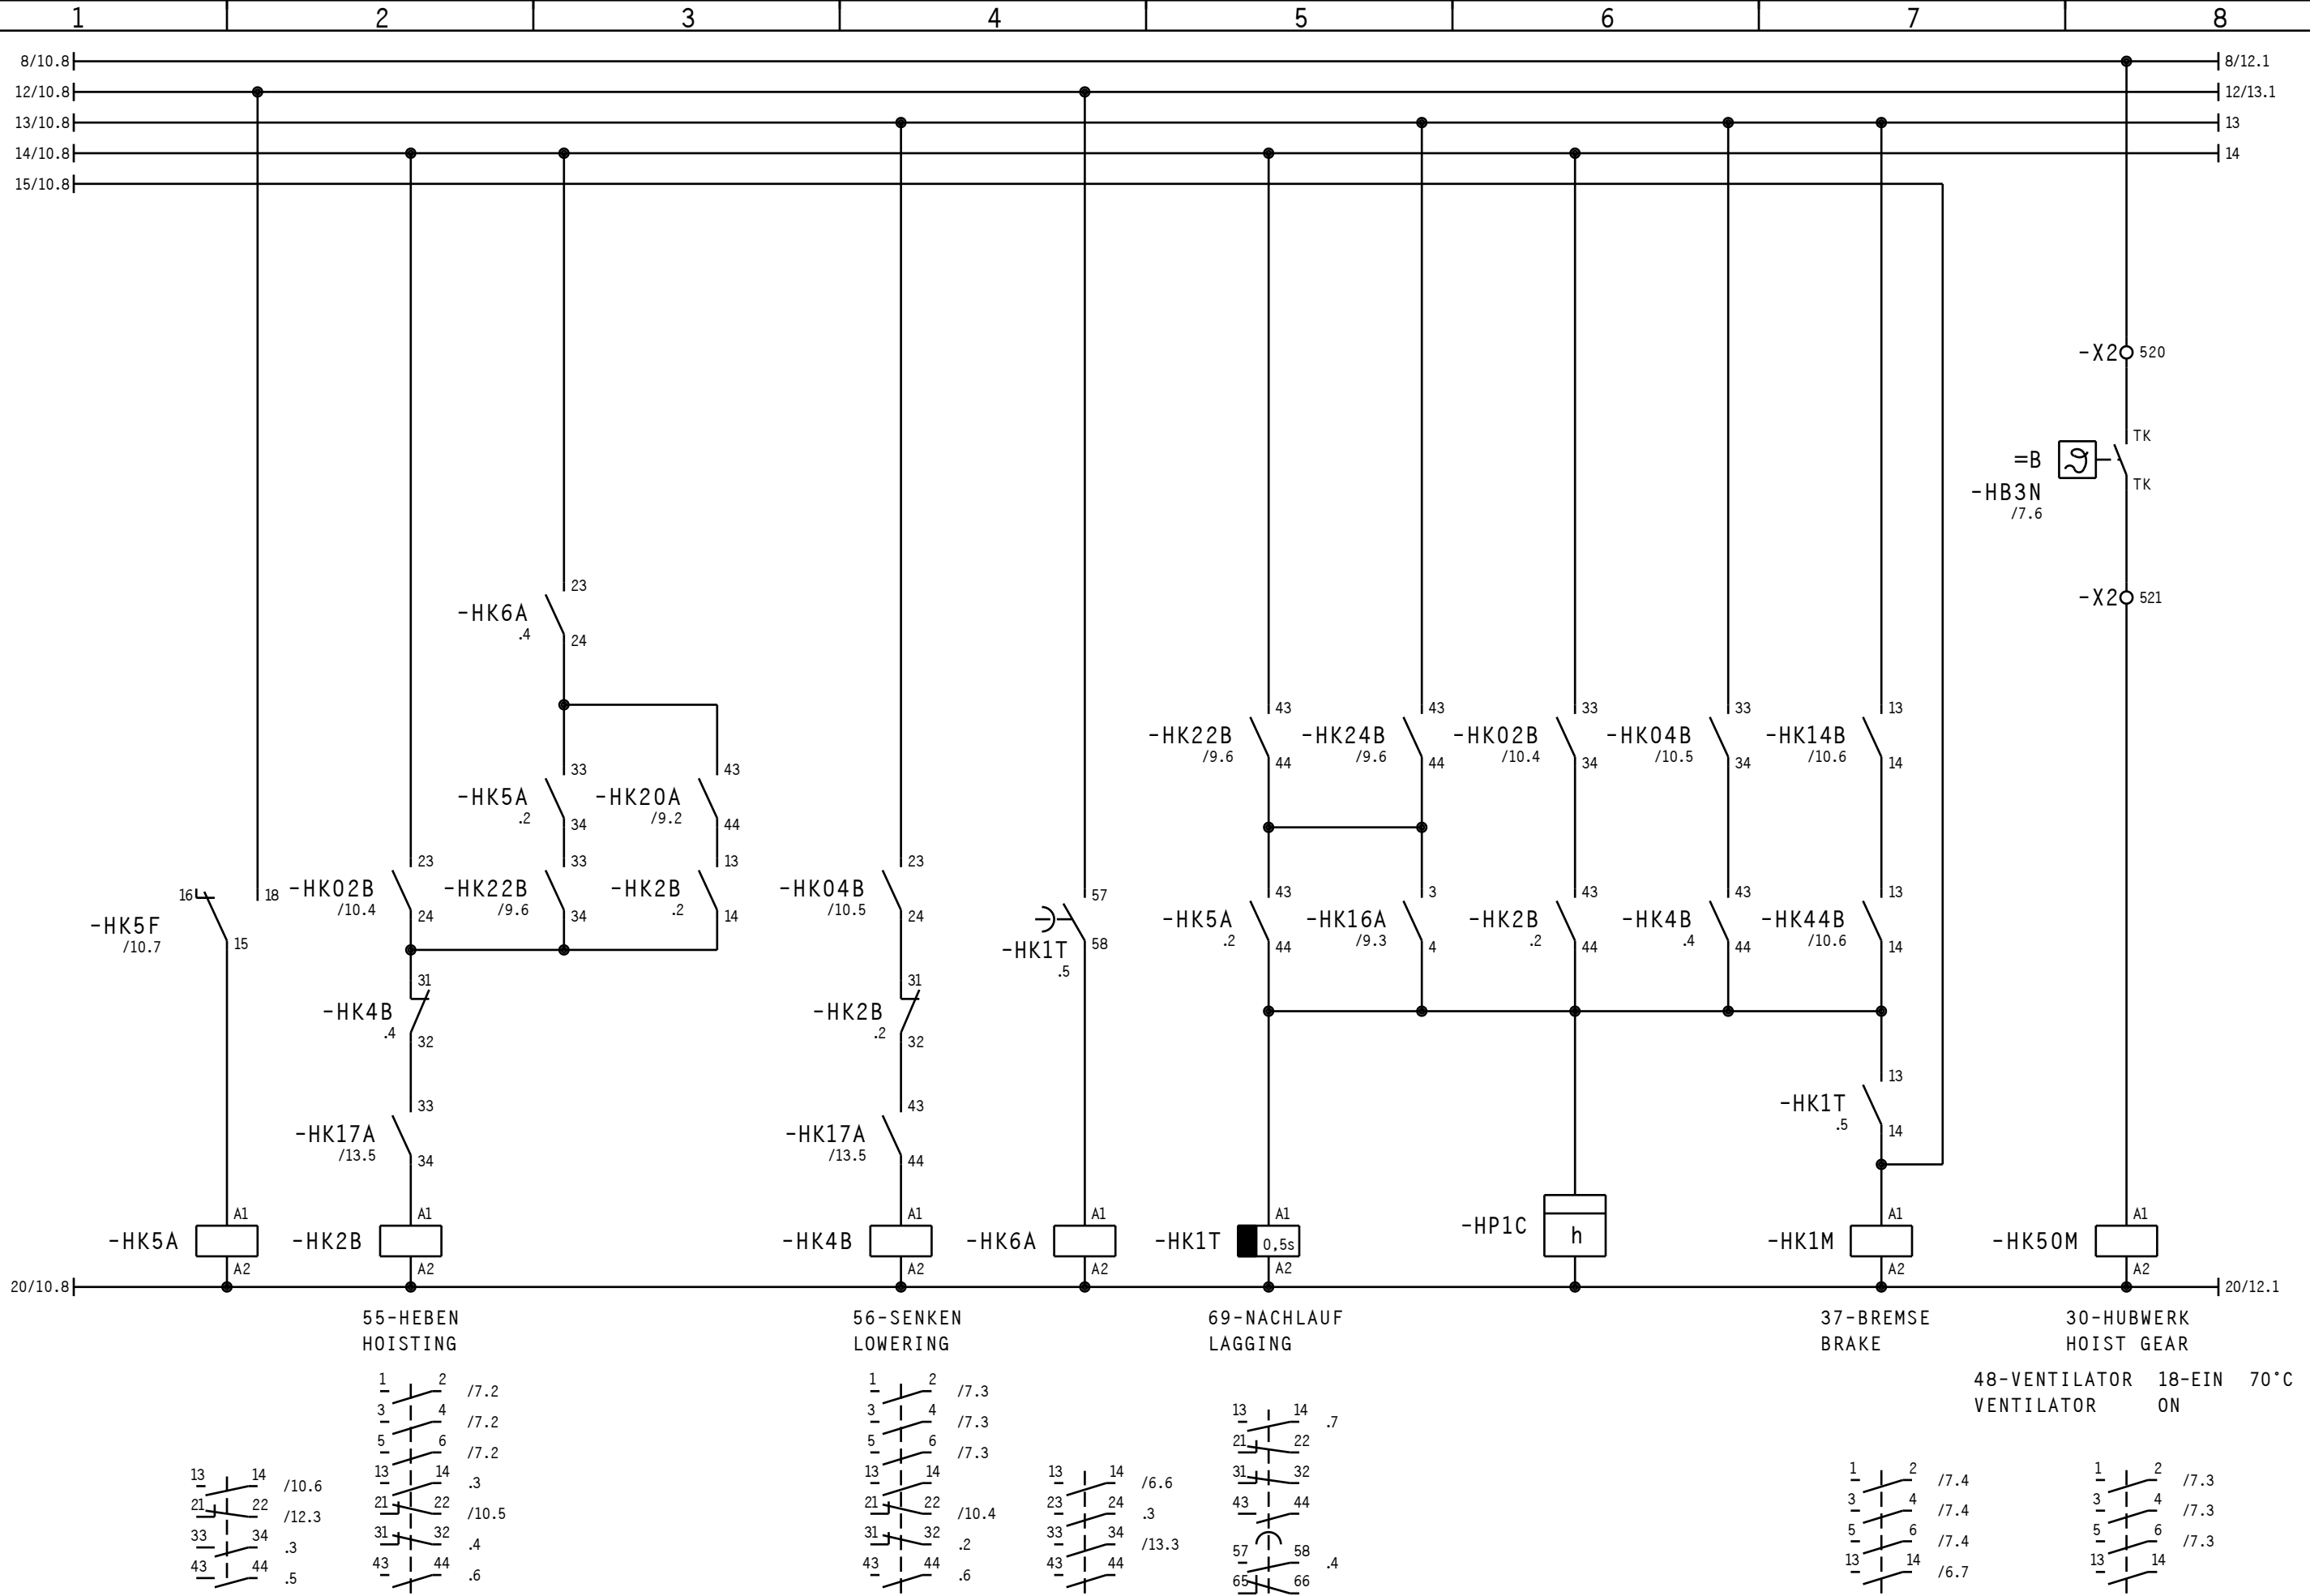 1 2 3 4 5 6 7 8
8/10.8 8/12.1
12/10.8 12/13.1
13/10.8 13
14/10.8 14
15/10.8
-X2 520
TK
=B
TK
-HB3N
/7.6
23
-HK6A
.4 24
-X2 521
43 43 33 33 13
-HK22B -HK24B -HK02B -HK04B -HK14B
/9.6 44 /9.6 44 /10.4 34 /10.5 34 /10.6 14
33 43
-HK5A -HK20A
.2 34 /9.2 44
23 33 13 23
16 18 -HK02B -HK22B -HK2B -HK04B 57 43 3 43 43 13
/10.4 24 /9.6 34 .2 14 /10.5 24
-HK5F -HK5A -HK16A -HK2B -HK4B -HK44B
/10.7 15 58 .2 44 /9.3 4 .2 44 .4 44 /10.6 14
-HK1T
.5
31 31
-HK4B -HK2B
.4 32 .2 32
13
-HK1T
.5 14
33 43
-HK17A -HK17A
/13.5 34 /13.5 44
A1 A1 A1 A1 A1 A1 A1
-HK5A -HK2B -HK4B -HK6A -HK1T 0,5s -HP1C h -HK1M -HK50M
A2 A2 A2 A2 A2 A2 A2
20/10.8 20/12.1
55-HEBEN 56-SENKEN 69-NACHLAUF 37-BREMSE 30-HUBWERK
HOISTING LOWERING LAGGING BRAKE HOIST GEAR
48-VENTILATOR 18-EIN 70°C
VENTILATOR ON
13 14 /10.6
21 22 /12.3
33 34 .3
43 44 .5
1 2 /7.2
3 4 /7.2
5 6 /7.2
13 14 .3
21 22 /10.5
31 32 .4
43 44 .6
1 2 /7.3
3 4 /7.3
5 6 /7.3
13 14
21 22 /10.4
31 32 .2
43 44 .6
13 14 /6.6
23 24 .3
33 34 /13.3
43 44
13 14 .7
21 22
31 32
43 44
57 58 .4
65 66
1 2 /7.4
3 4 /7.4
5 6 /7.4
13 14 /6.7
1 2 /7.3
3 4 /7.3
5 6 /7.3
13 14